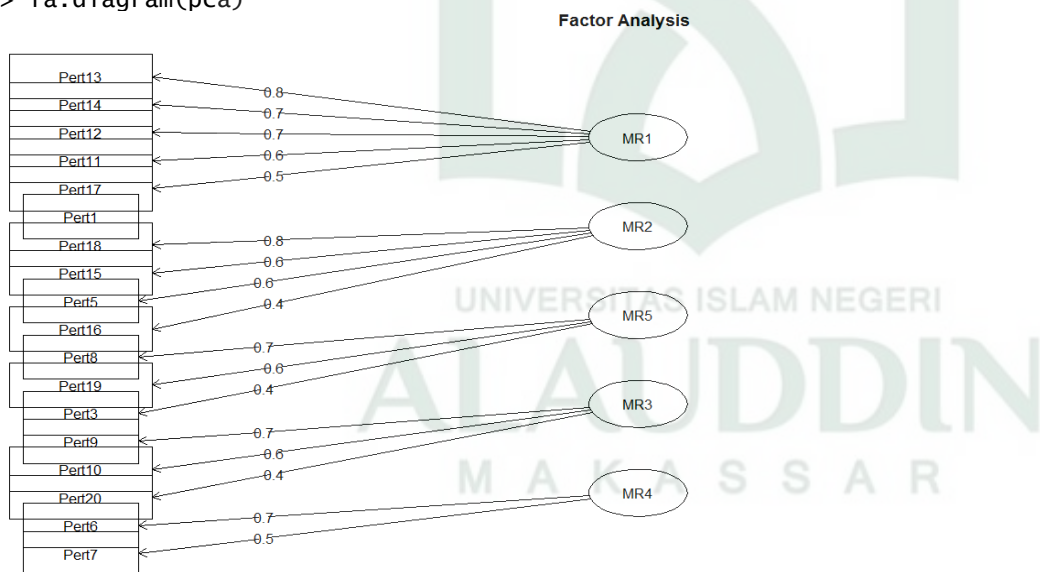 > fa.diagram(pca)
Factor Analysis
Pert13
Pert14
Pert12
Pert11
Pert17
Pert1
Pert18
Pert15
Pert5
Pert16
Pert8
Pert19
Pert3
Pert9
Pert10
Pert20
Pert6
Pert7
0.8
0.7
0.7
0.6
0.5
0.8
0.6
0.6
0.4
0.7
0.6
0.4
0.7
0.6
0.4
0.7
0.5
MR1
MR2
MR5
MR3
MR4
UNIVERSITAS ISLAM NEGERI
ALAUDDIN
MAKASSAR